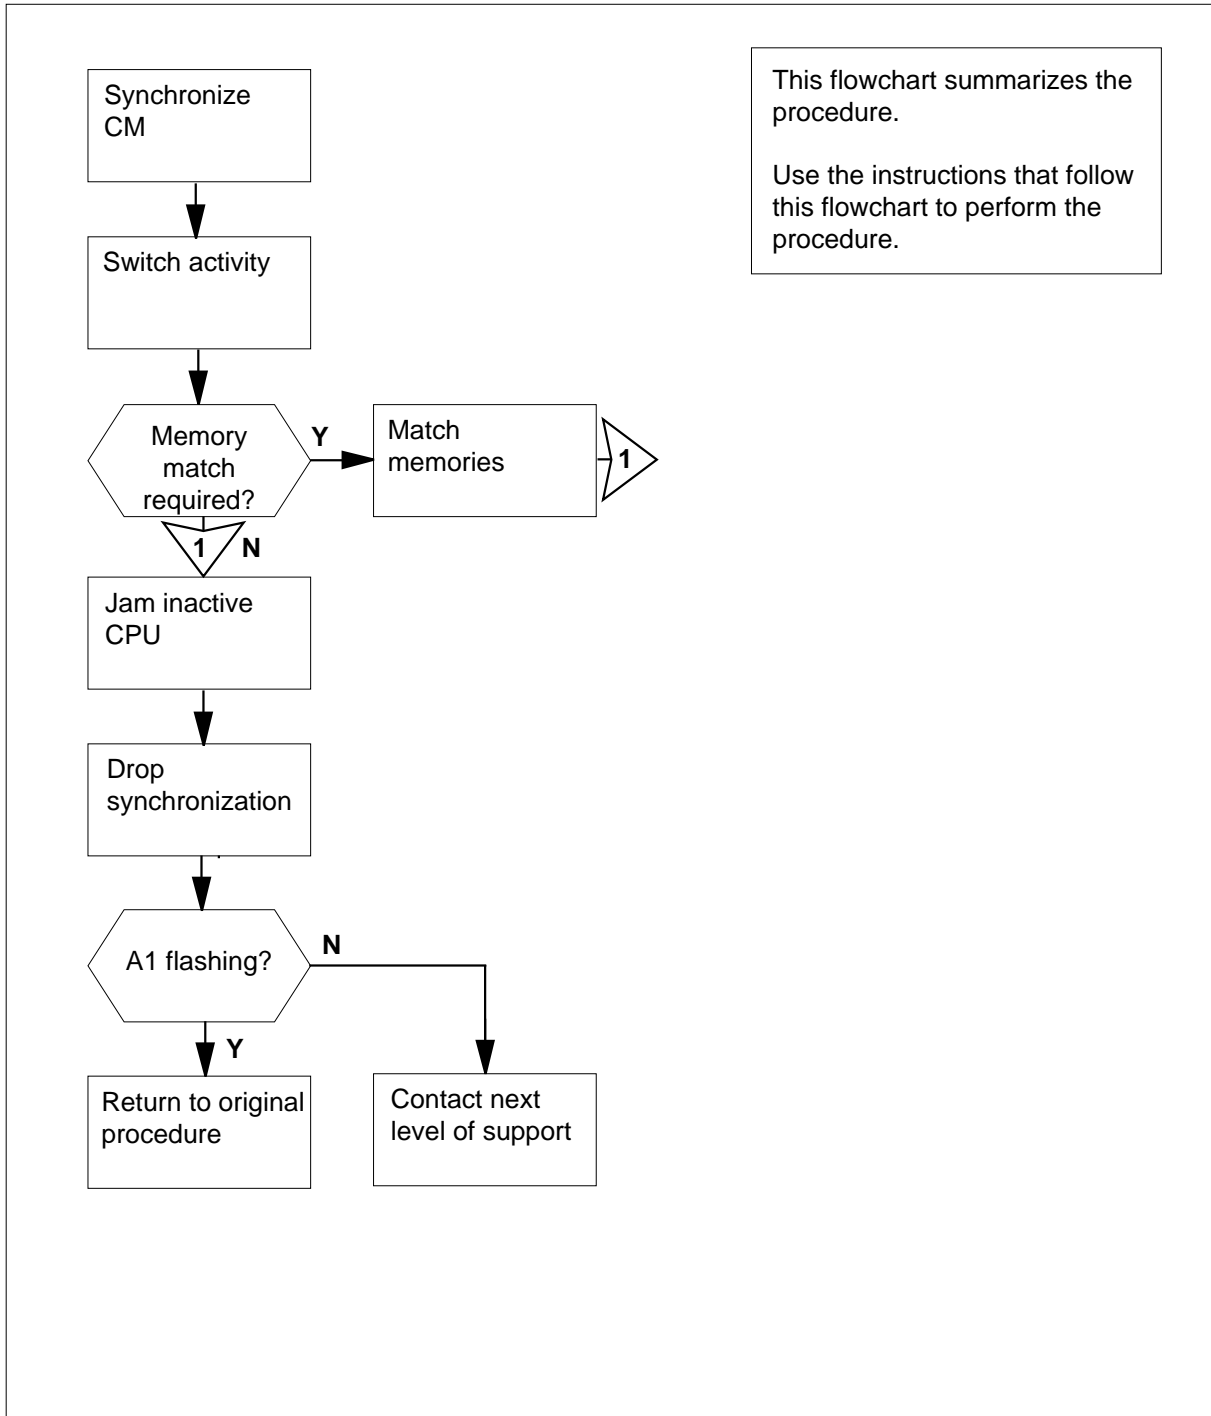 Synchronize
CM
This flowchart summarizes the
procedure.
Use the instructions that follow
this flowchart to perform the
procedure.
Switch activity
Memory
match
required?
Y
Match
memories
1
1
N
Jam inactive
CPU
Drop
synchronization
A1 flashing?
N
Y
Return to original
procedure
Contact next
level of support